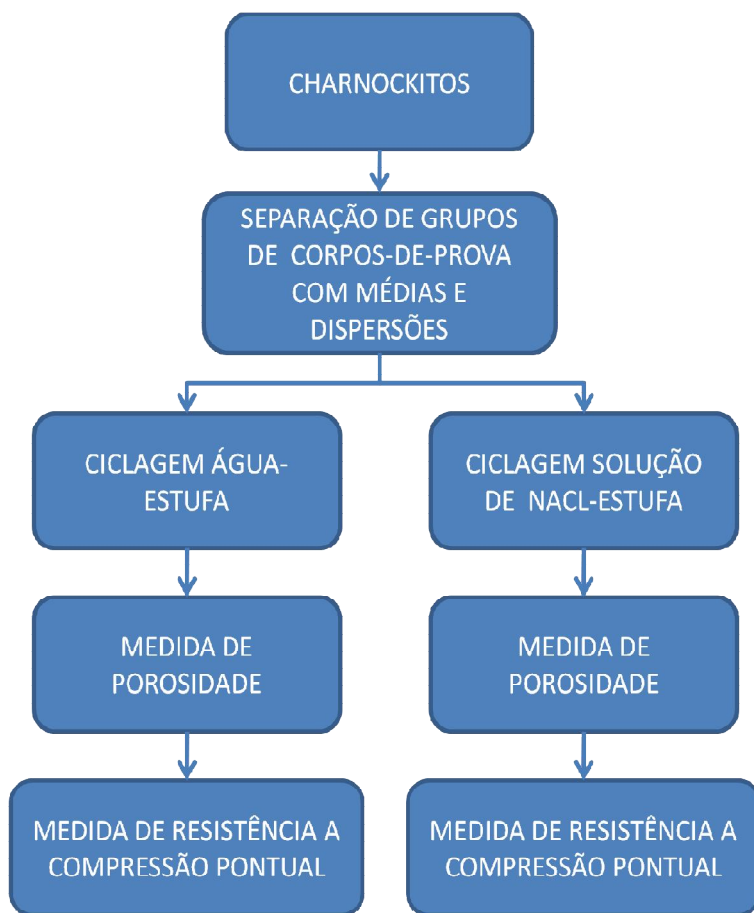 CHARNOCKITOS
SEPARAÇÃO DE GRUPOS
DE CORPOS-DE-PROVA
COM MÉDIAS E
DISPERSÕES
CICLAGEM ÁGUA-
ESTUFA
CICLAGEM SOLUÇÃO
DE NACL-ESTUFA
MEDIDA DE
POROSIDADE
MEDIDA DE
POROSIDADE
MEDIDA DE RESISTÊNCIA A
COMPRESSÃO PONTUAL
MEDIDA DE RESISTÊNCIA A
COMPRESSÃO PONTUAL